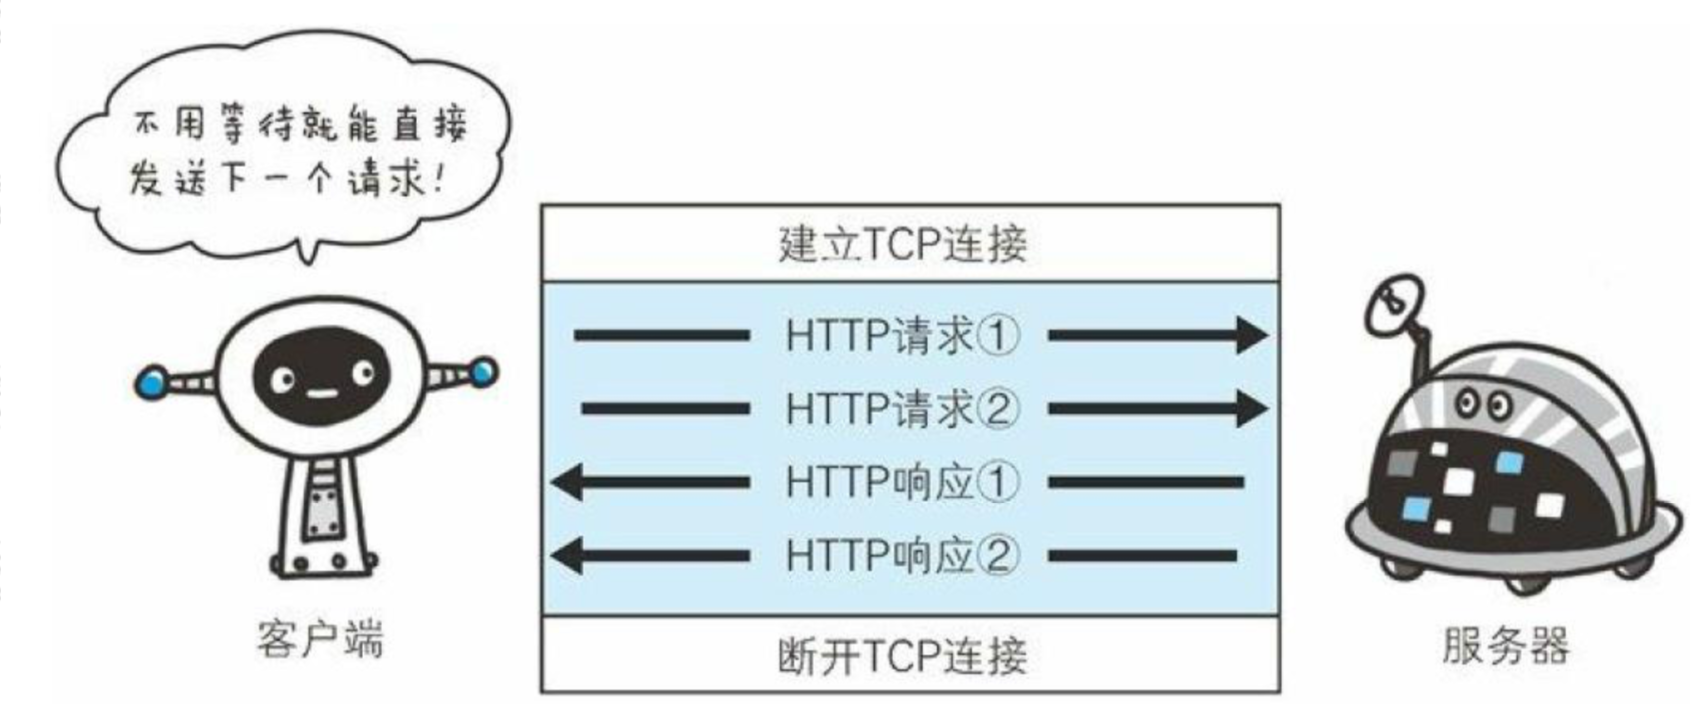 不用等待就能直接
发送下一个请求!
建立TCP连接
HTTP请求①
HTTP请求②
HTTP响应①
HTTP响应②
断开TCP连接
客户端
服务器